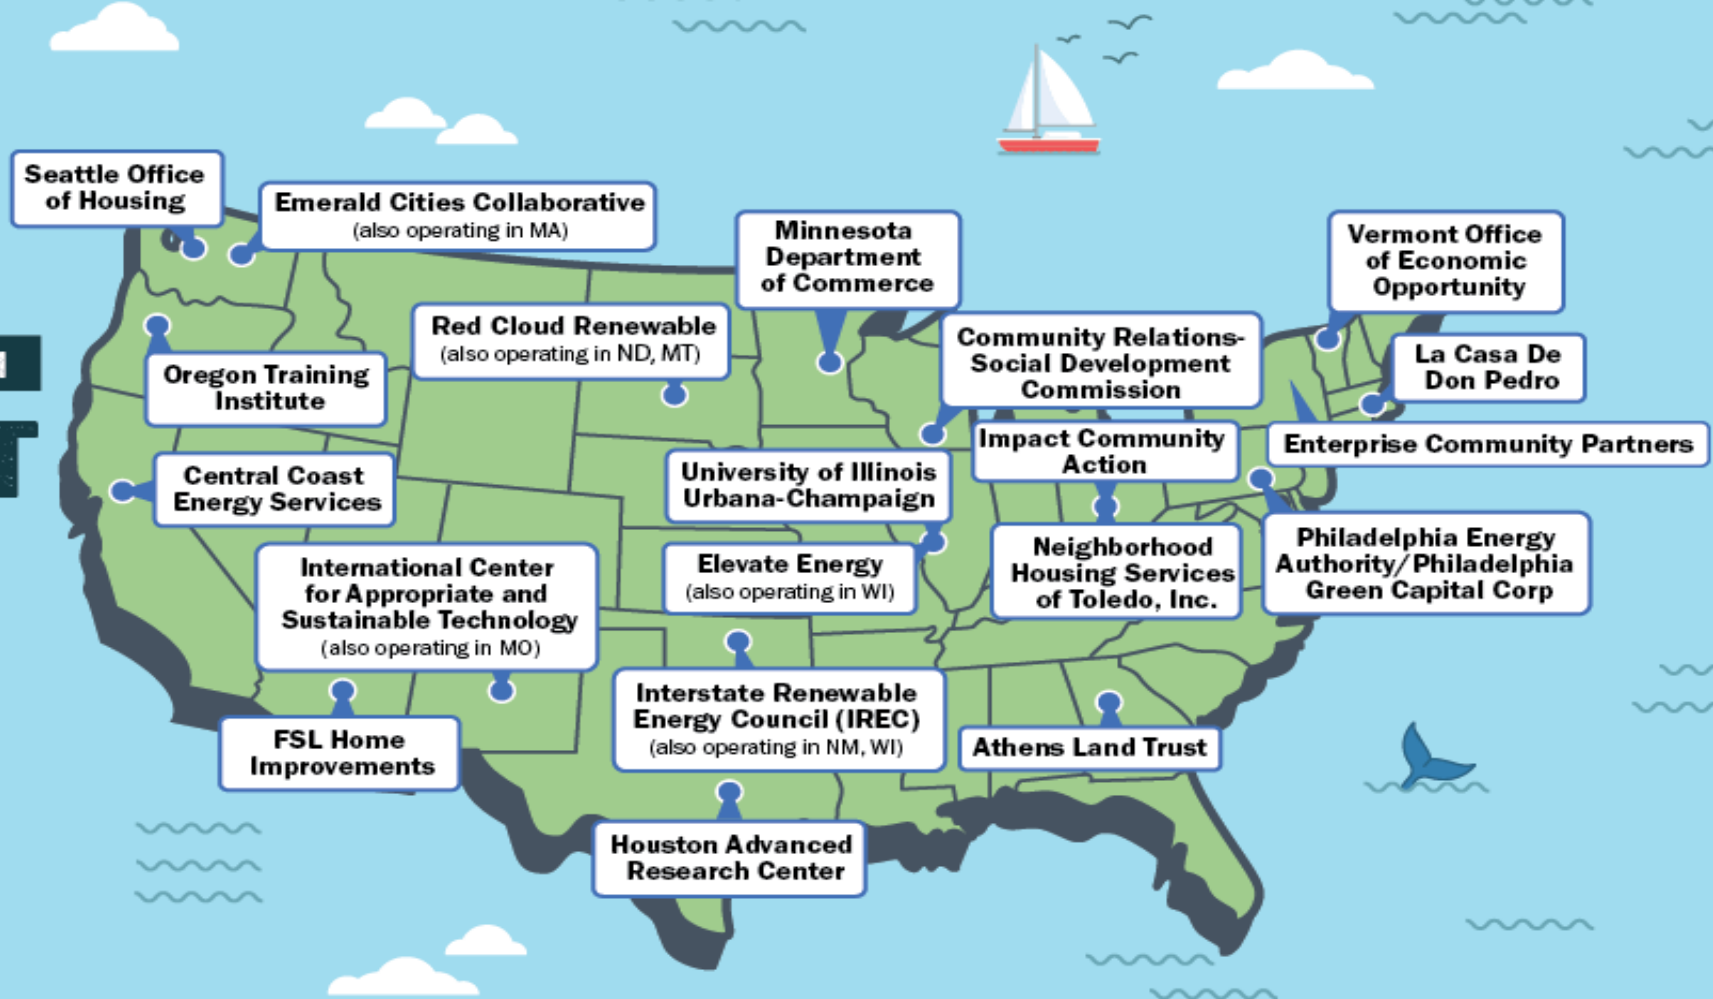 Seattle Office
of Housing
Emerald Cities Collaborative
(also operating in MA)
Minnesota
Department
of Commerce
Vermont Office
of Economic
Opportunity
Red Cloud Renewable
(also operating in ND, MT)
Community Relations-
Social Development
Commission
La Casa De
Don Pedro
Oregon Training
Institute
Impact Community
Action
Enterprise Community Partners
Central Coast
Energy Services
University of Illinois
Urbana-Champaign
Philadelphia Energy
Authority/Philadelphia
Green Capital Corp
International Center
for Appropriate and
Sustainable Technology
(also operating in MO)
Elevate Energy
(also operating in WI)
Neighborhood
Housing Services
of Toledo, Inc.
Interstate Renewable
Energy Council (IREC)
(also operating in NM, WI)
FSL Home
Improvements
Athens Land Trust
Houston Advanced
Research Center